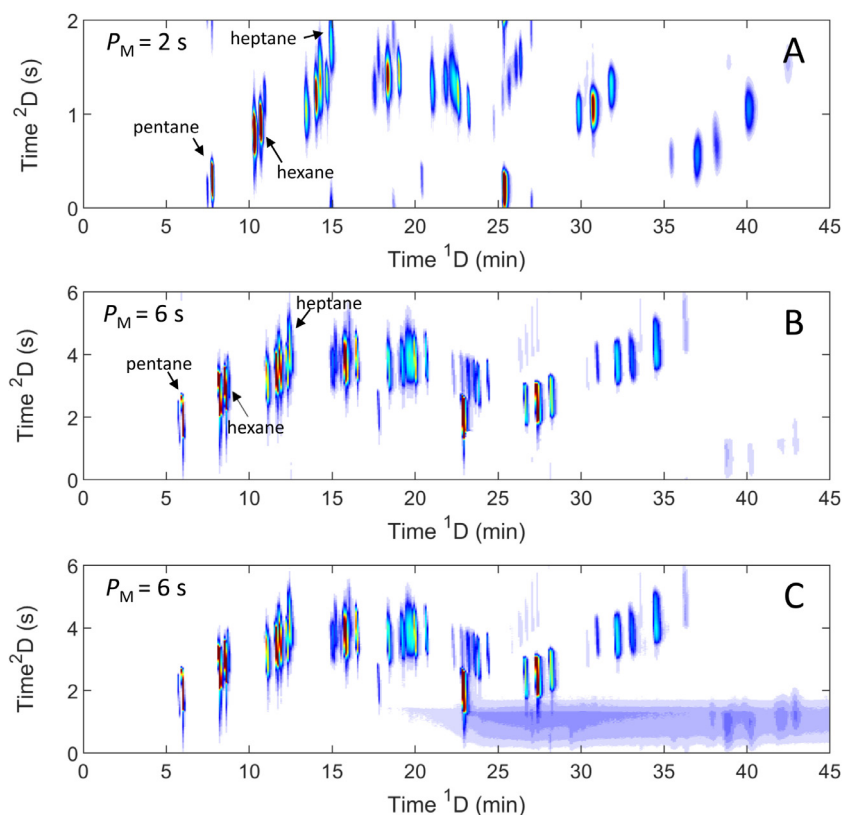 P_M = 2 s
heptane
A
pentane
hexane
2
1
0
Time ²D (s)
0 5 10 15 20 25 30 35 40 45
Time ¹D (min)
P_M = 6 s
heptane
B
pentane
hexane
6
4
2
0
Time ²D (s)
0 5 10 15 20 25 30 35 40 45
Time ¹D (min)
P_M = 6 s
C
6
4
2
0
Time²D (s)
0 5 10 15 20 25 30 35 40 45
Time ¹D (min)